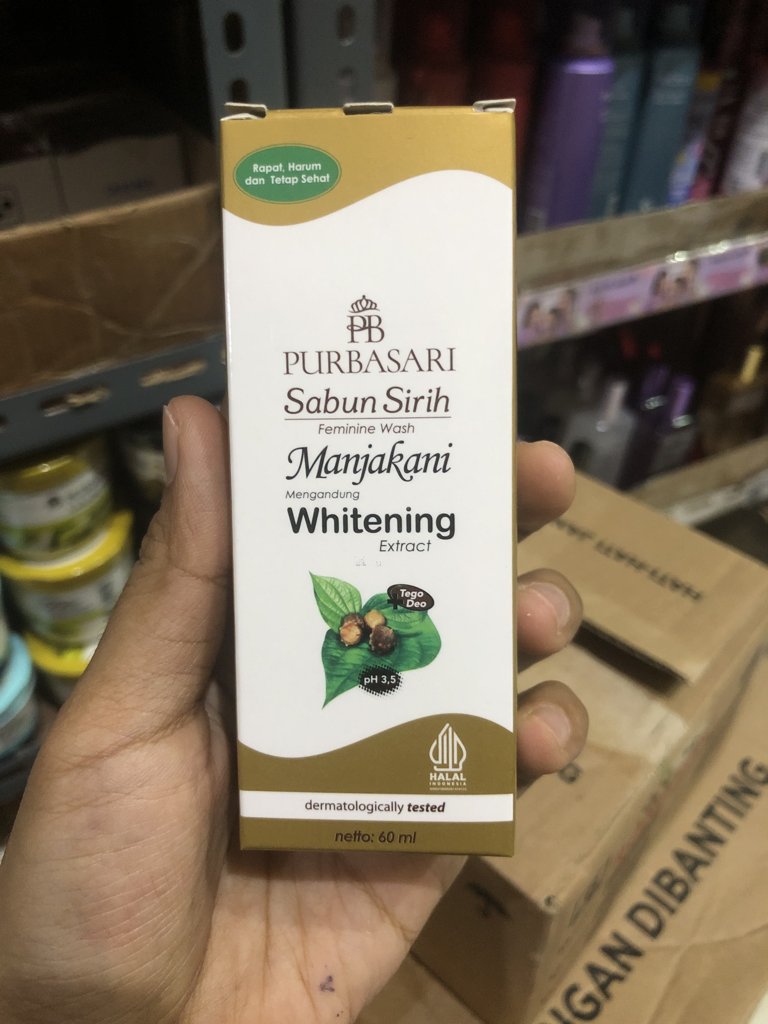 Rapat, Harum
dan Tetap Sehat
PB
PURBASARI
Sabun Sirih
Feminine Wash
Manjakani
Mengandung
Whitening
Extract
Tego
Deo
pH 3,5
HALAL
INDONESIA
dermatologically tested
netto: 60 ml
NGAN DIBANTING